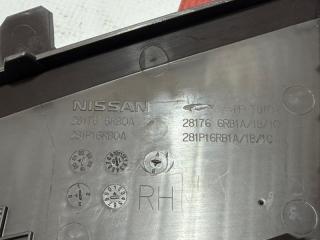 NISSAN
28176 6RB0A
281P16RB0A
28176 6RB1A/1B/1C
281P16RB1A/1B/1C
RH